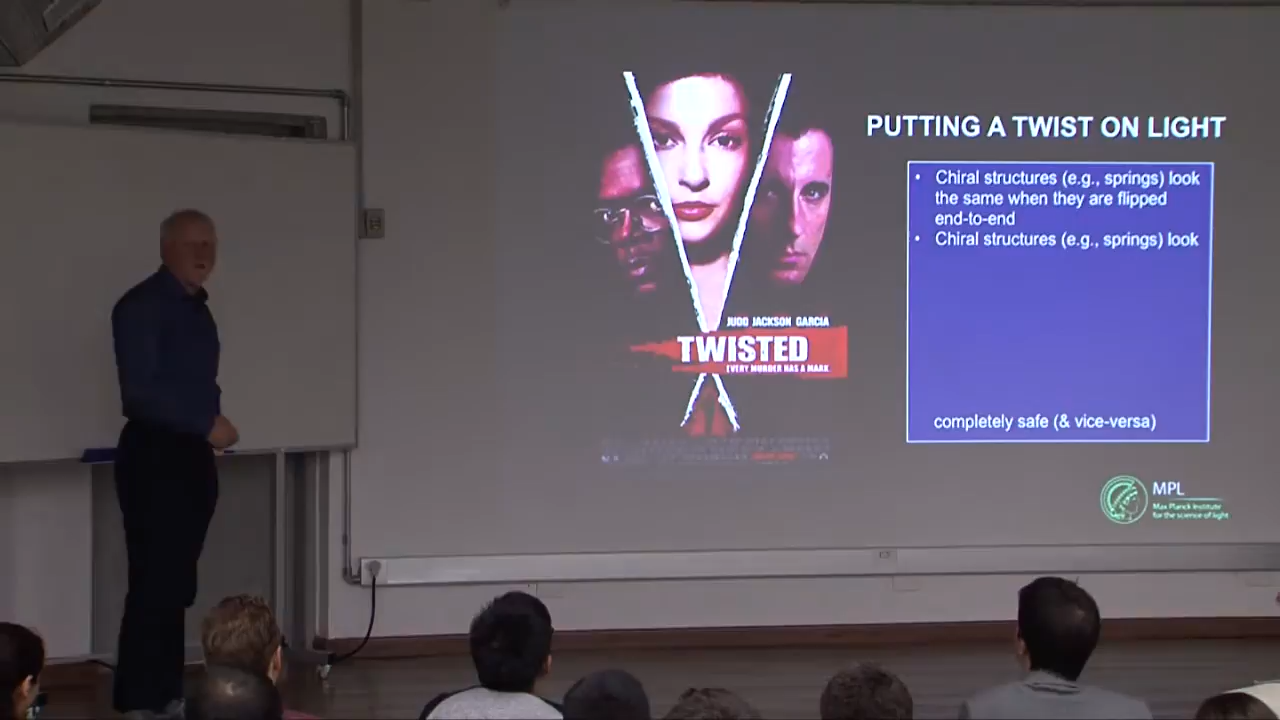 PUTTING A TWIST ON LIGHT
• Chiral structures (e.g., springs) look
the same when they are flipped
end-to-end
• Chiral structures (e.g., springs) look
completely safe (& vice-versa)
JUDD JACKSON GARCIA
TWISTED
EVERY MURDER HAS A MARK.
MPL
Max Planck Institute
for the science of light